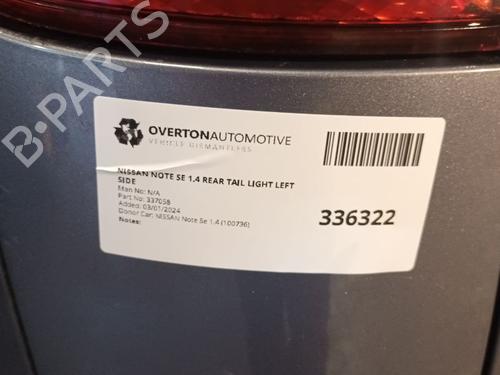 B-PARTS
OVERTONAUTOMOTIVE
VEHICLE DISMANTLERS
NISSAN NOTE SE 1.4 REAR TAIL LIGHT LEFT
SIDE
Man No: N/A
Part No: 337058
Added: 03/01/2024
Donor Car: NISSAN Note Se 1.4 (100736)
Notes:
336322